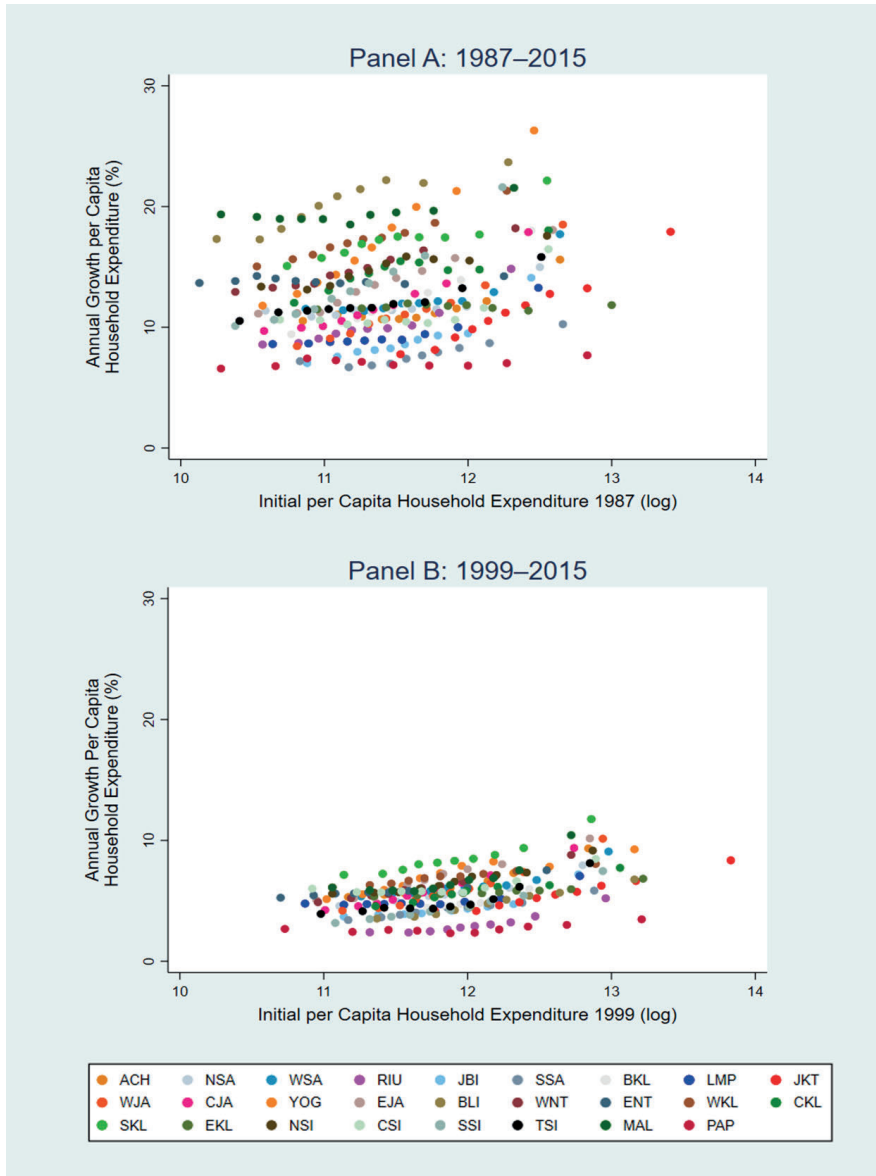 Panel A: 1987–2015
Annual Growth per Capita
Household Expenditure (%)
30
20
10
0
10 11 12 13 14
Initial per Capita Household Expenditure 1987 (log)
Panel B: 1999–2015
Annual Growth Per Capita
Household Expenditure (%)
30
20
10
0
10 11 12 13 14
Initial per Capita Household Expenditure 1999 (log)
ACH NSA WSA RIU JBI SSA BKL LMP JKT
WJA CJA YOG EJA BLI WNT ENT WKL CKL
SKL EKL NSI CSI SSI TSI MAL PAP